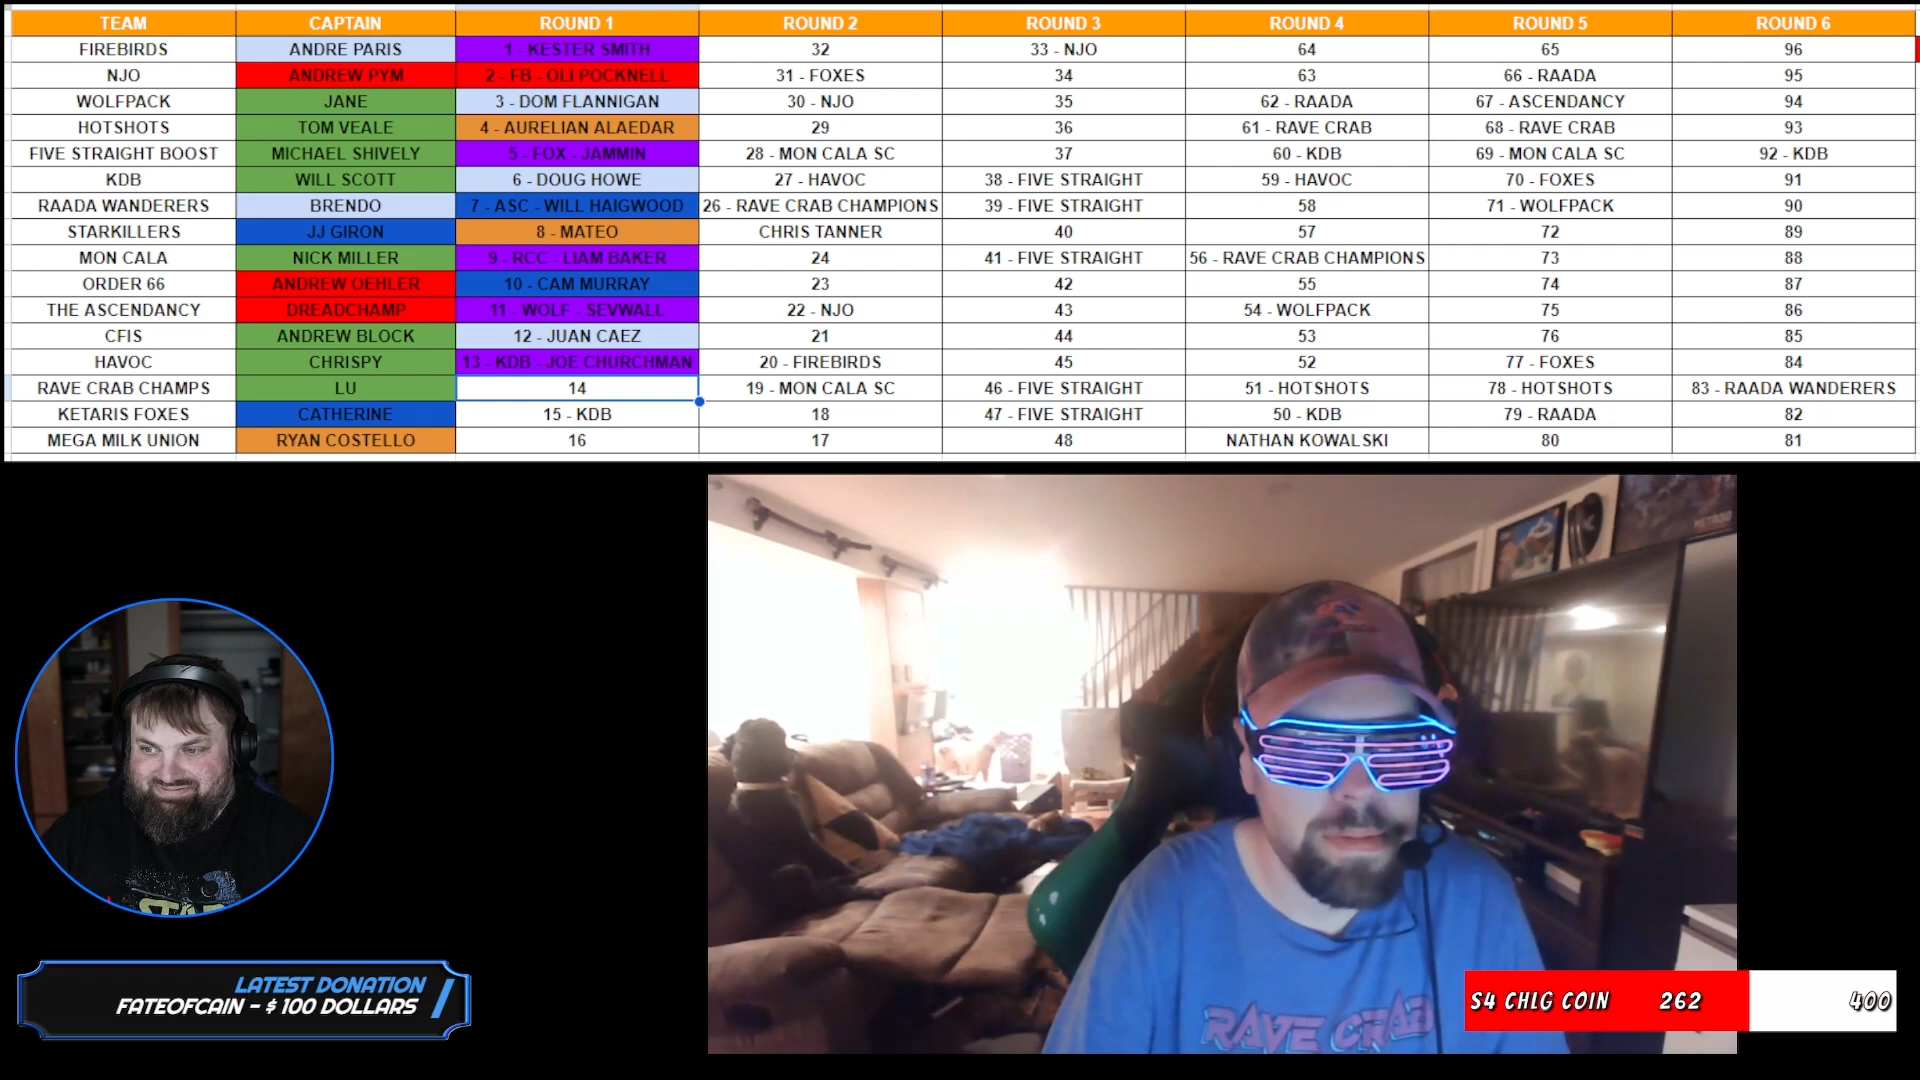 TEAM CAPTAIN ROUND 1 ROUND 2 ROUND 3 ROUND 4 ROUND 5 ROUND 6
FIREBIRDS ANDRE PARIS 1 - KESTER SMITH 32 33 - NJO 64 65 96
NJO ANDREW PYM 2 - FB - OLI POCKNELL 31 - FOXES 34 63 66 - RAADA 95
WOLFPACK JANE 3 - DOM FLANNIGAN 30 - NJO 35 62 - RAADA 67 - ASCENDANCY 94
HOTSHOTS TOM VEALE 4 - AURELIAN ALAEDAR 29 36 61 - RAVE CRAB 68 - RAVE CRAB 93
FIVE STRAIGHT BOOST MICHAEL SHIVELY 5 - FOX - JAMMIN 28 - MON CALA SC 37 60 - KDB 69 - MON CALA SC 92 - KDB
KDB WILL SCOTT 6 - DOUG HOWE 27 - HAVOC 38 - FIVE STRAIGHT 59 - HAVOC 70 - FOXES 91
RAADA WANDERERS BRENDO 7 - ASC - WILL HAIGWOOD 26 - RAVE CRAB CHAMPIONS 39 - FIVE STRAIGHT 58 71 - WOLFPACK 90
STARKILLERS JJ GIRON 8 - MATEO CHRIS TANNER 40 57 72 89
MON CALA NICK MILLER 9 - RCC - LIAM BAKER 24 41 - FIVE STRAIGHT 56 - RAVE CRAB CHAMPIONS 73 88
ORDER 66 ANDREW OEHLER 10 - CAM MURRAY 23 42 55 74 87
THE ASCENDANCY DREADCHAMP 11 - WOLF - SEVWALL 22 - NJO 43 54 - WOLFPACK 75 86
CFIS ANDREW BLOCK 12 - JUAN CAEZ 21 44 53 76 85
HAVOC CHRISPY 13 - KDB - JOE CHURCHMAN 20 - FIREBIRDS 45 52 77 - FOXES 84
RAVE CRAB CHAMPS LU 14 19 - MON CALA SC 46 - FIVE STRAIGHT 51 - HOTSHOTS 78 - HOTSHOTS 83 - RAADA WANDERERS
KETARIS FOXES CATHERINE 15 - KDB 18 47 - FIVE STRAIGHT 50 - KDB 79 - RAADA 82
MEGA MILK UNION RYAN COSTELLO 16 17 48 NATHAN KOWALSKI 80 81
LATEST DONATION
FATEOFCAIN - $100 DOLLARS
RAVE CRAB
S4 CHLG COIN 262 400